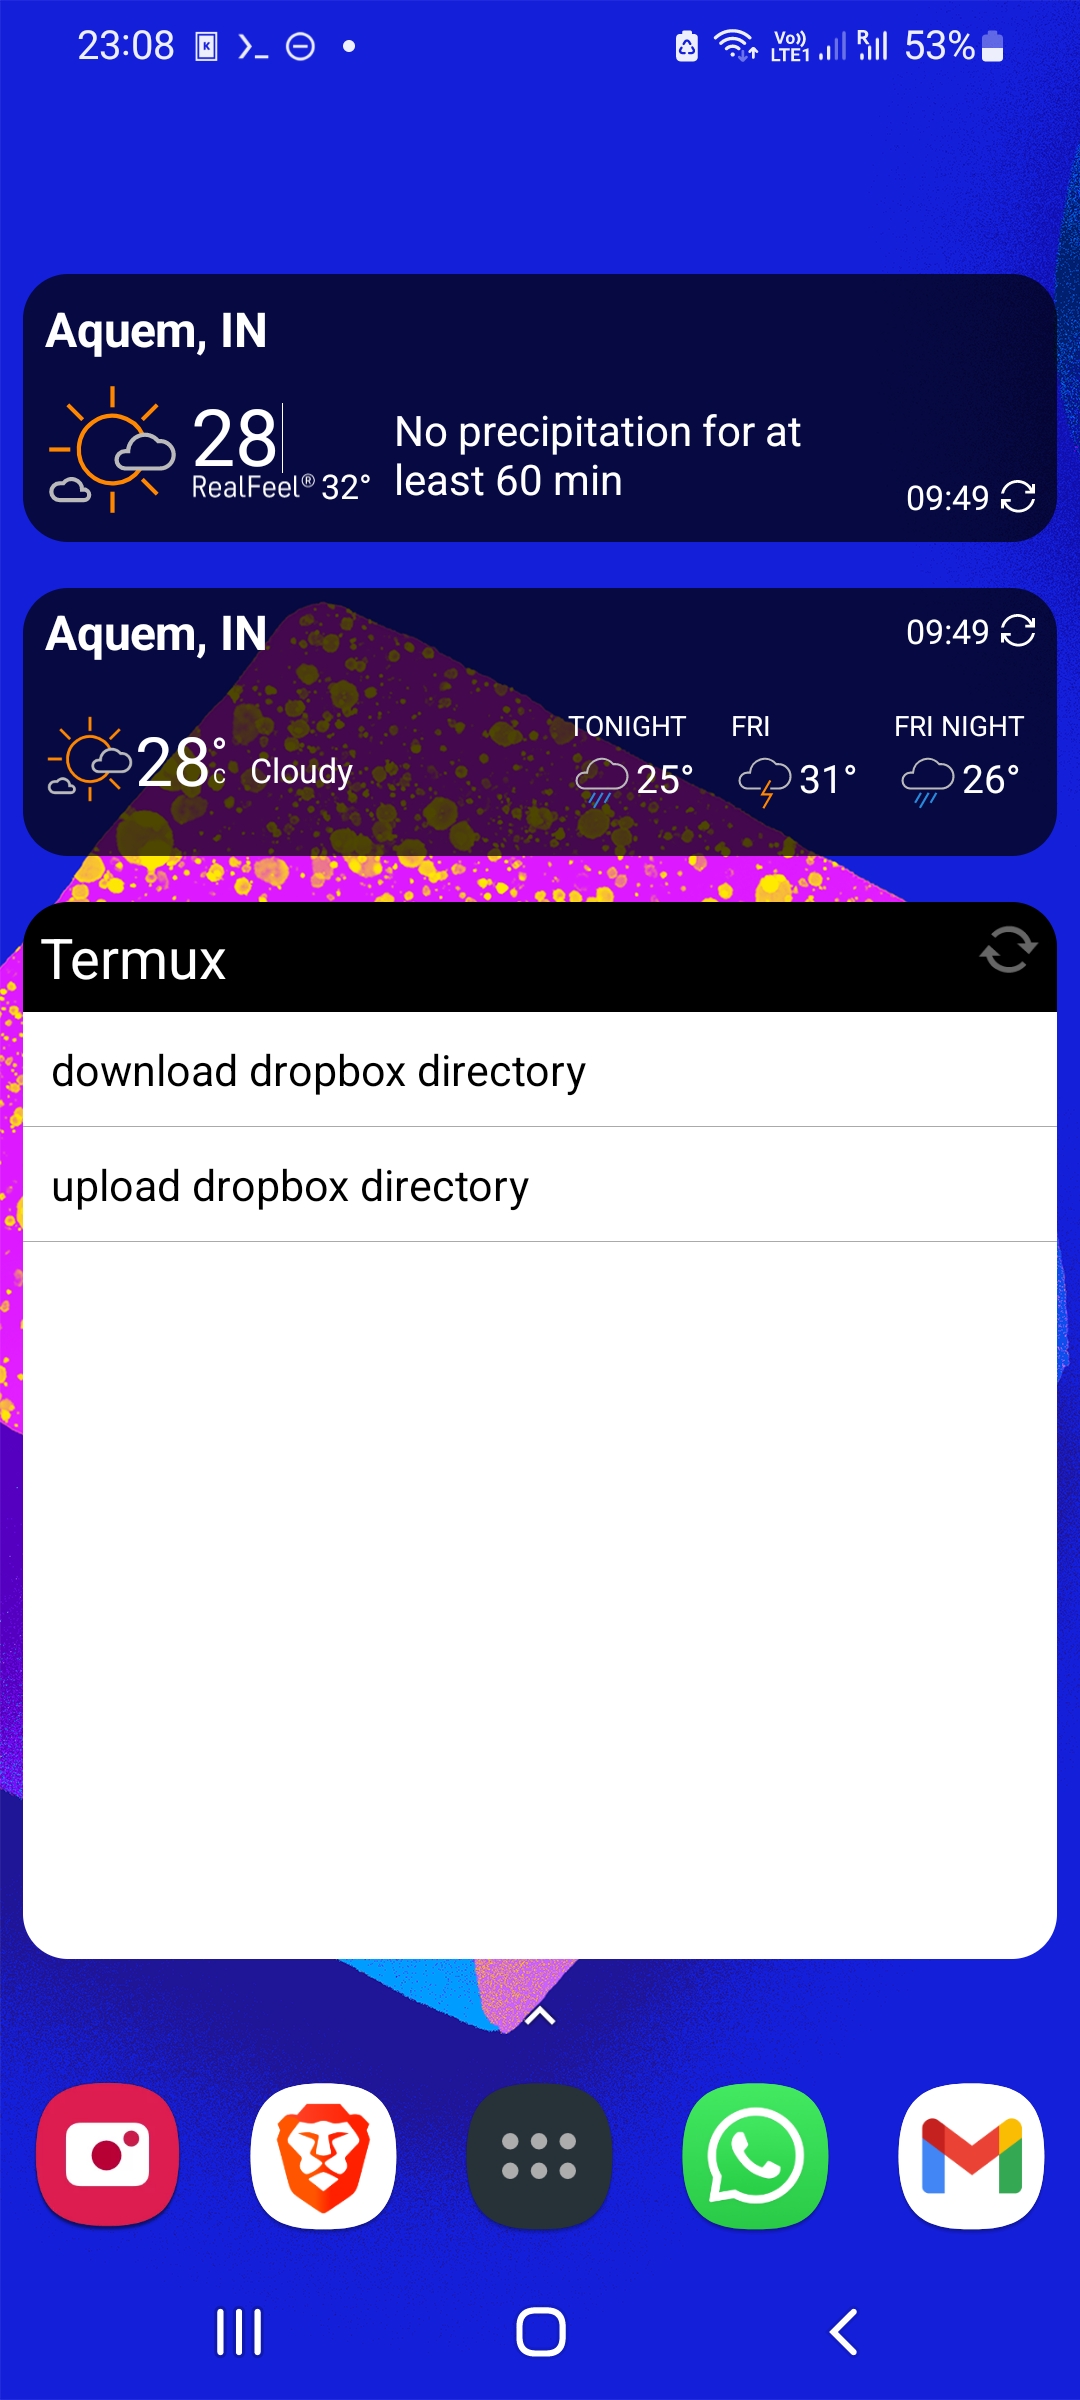 23:08 K Vo)) LTE1 R 53%
Aquem, IN
28
RealFeel® 32°
No precipitation for at
least 60 min
09:49
Aquem, IN
09:49
28°C Cloudy
TONIGHT FRI FRI NIGHT
25° 31° 26°
Termux
download dropbox directory
upload dropbox directory